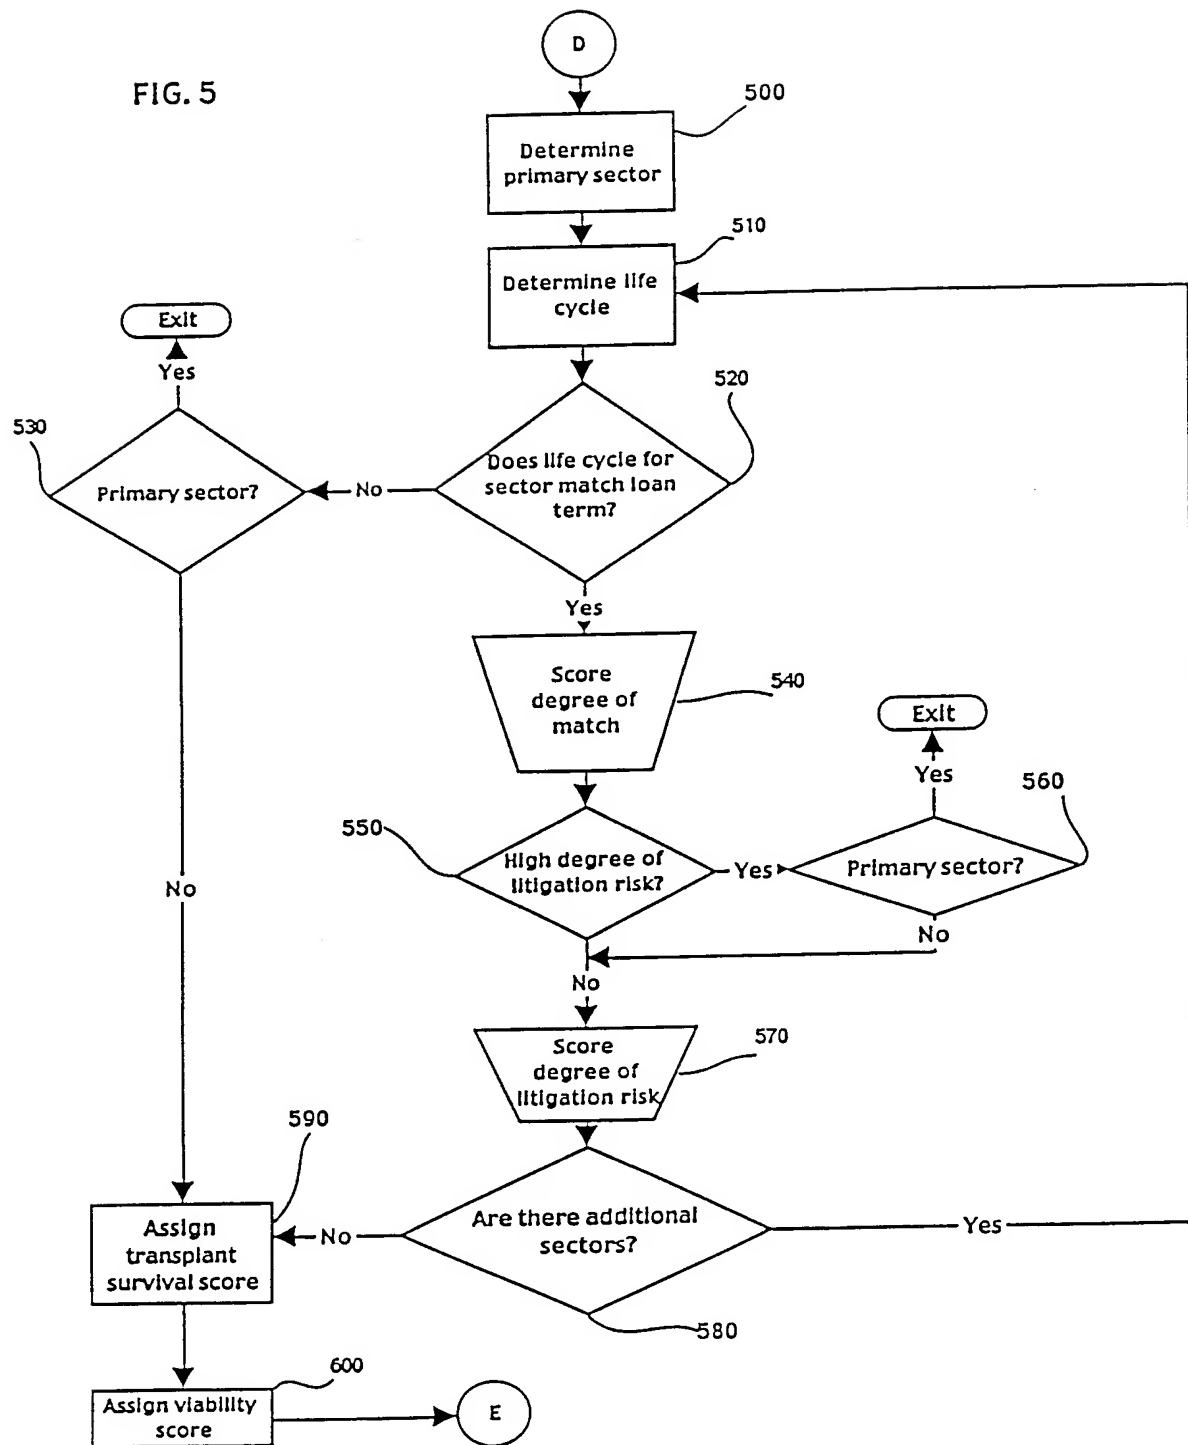 D
FIG. 5
500
Determine
primary sector
510
Determine life
cycle
Exit
Yes
520
530
Does life cycle for
sector match loan
term?
No
Primary sector?
Yes
Score
degree of
match
540
Exit
Yes
560
550
High degree of
litigation risk?
Yes
Primary sector?
No
No
No
Score
degree of
litigation risk
570
590
Assign
transplant
survival score
No
Are there additional
sectors?
Yes
580
600
Assign viability
score
E